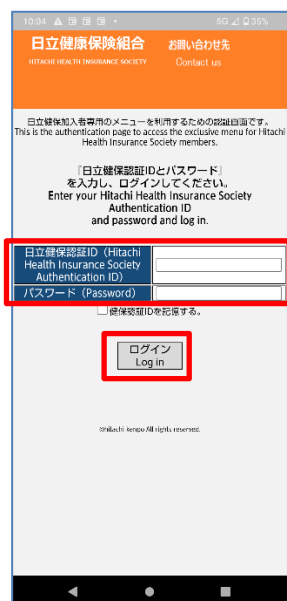 10:04
5G 35%
日立健康保険組合 お問い合わせ先
HITACHI HEALTH INSURANCE SOCIETY Contact us
日立健保加入者専用のメニューを利用するための認証画面です。
This is the authentication page to access the exclusive menu for Hitachi
Health Insurance Society members.
『日立健保認証IDとパスワード』
を入力し、ログインしてください。
Enter your Hitachi Health Insurance Society
Authentication ID
and password and log in.
日立健保認証ID（Hitachi
Health Insurance Society
Authentication ID）
パスワード（Password）
健保認証IDを記憶する。
ログイン
Log in
©hitachi-kenpo All rights reserved.